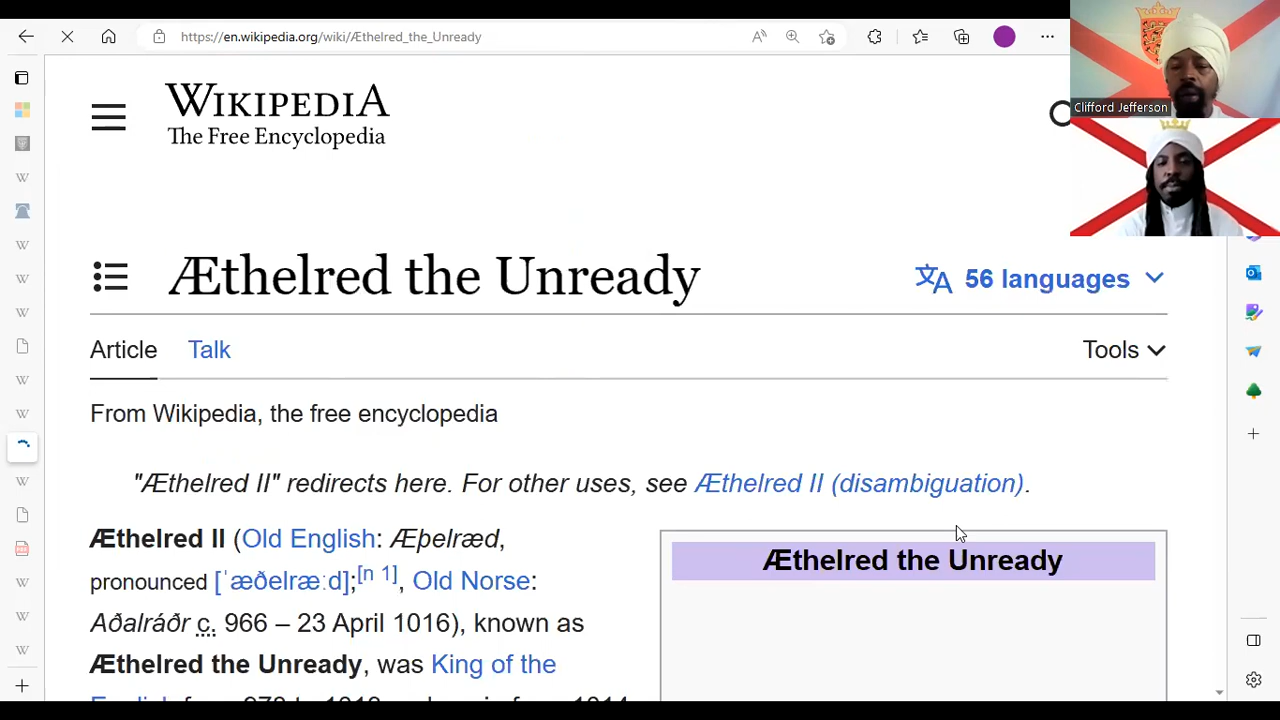 https://en.wikipedia.org/wiki/Æthelred_the_Unready
Clifford Jefferson
WIKIPEDIA
The Free Encyclopedia
Æthelred the Unready
56 languages
Article
Talk
Tools
From Wikipedia, the free encyclopedia
"Æthelred II" redirects here. For other uses, see Æthelred II (disambiguation).
Æthelred II (Old English: Æþelræd,
pronounced [ˈæðelræːd];[n 1], Old Norse:
Aðalráðr c. 966 – 23 April 1016), known as
Æthelred the Unready, was King of the
Æthelred the Unready